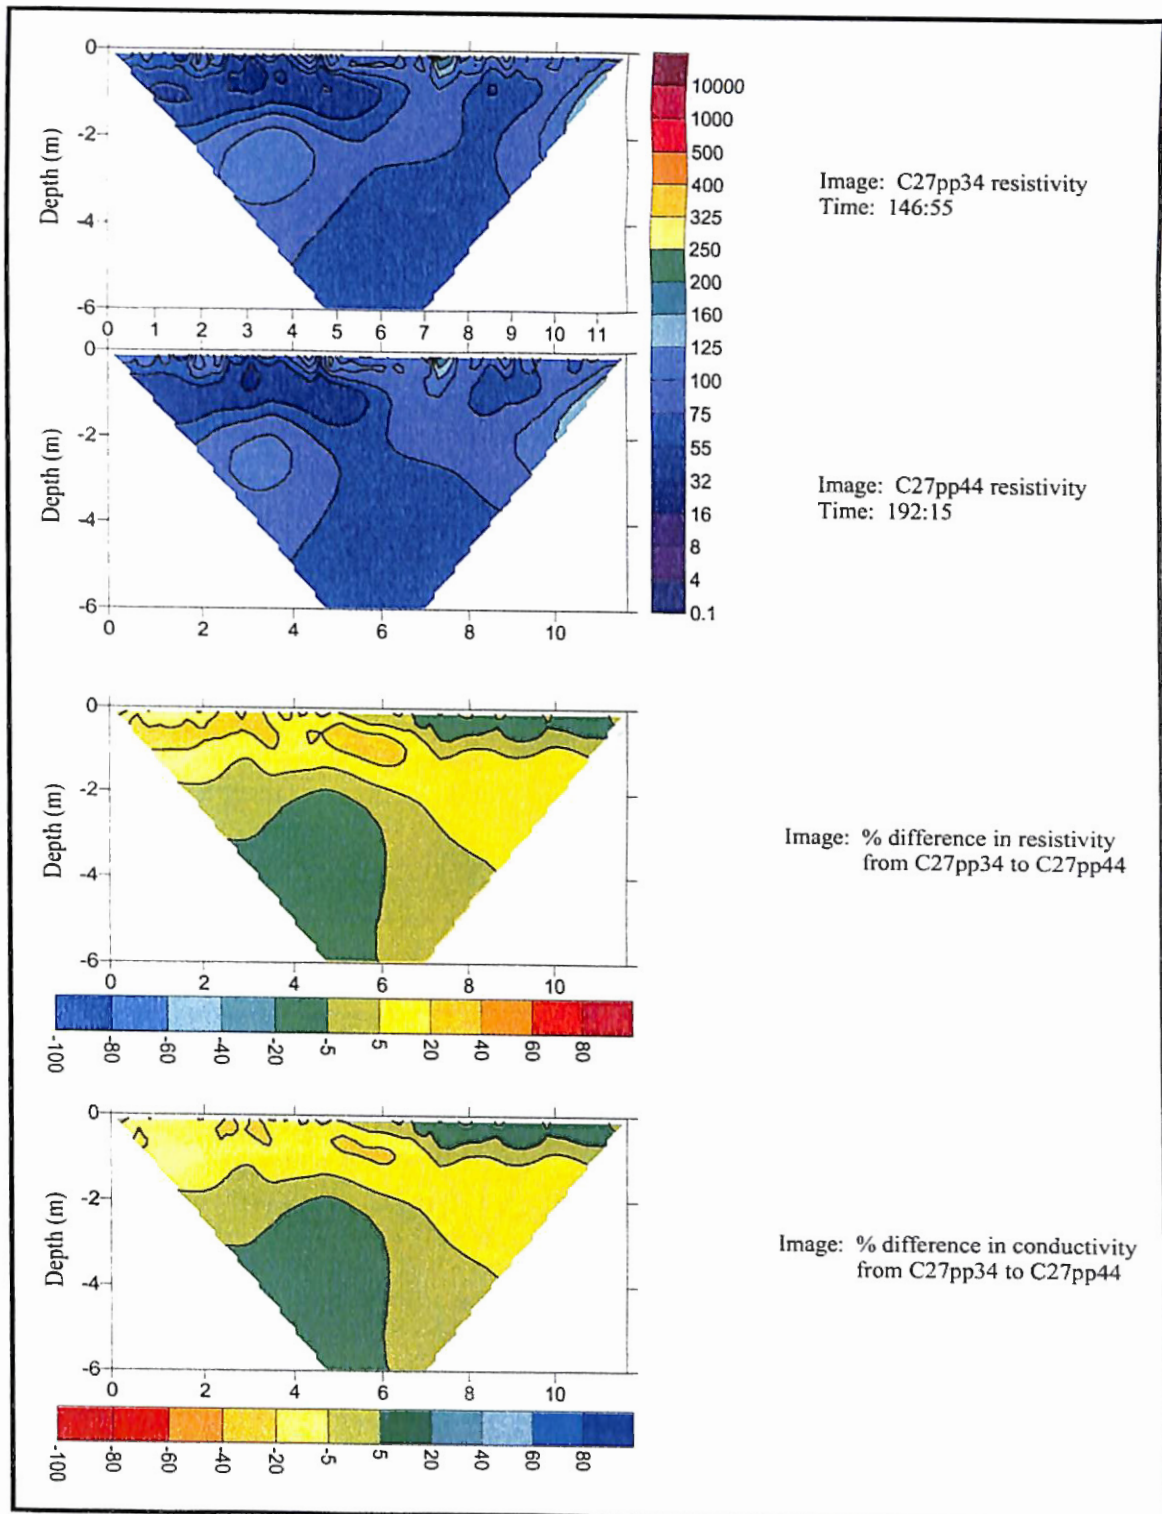 0
-2
-4
-6
Depth (m)
0 1 2 3 4 5 6 7 8 9 10 11
10000
1000
500
400
325
250
200
160
125
100
75
55
32
16
8
4
0.1
Image: C27pp34 resistivity
Time: 146:55
0
-2
-4
-6
Depth (m)
0 2 4 6 8 10
Image: C27pp44 resistivity
Time: 192:15
0
-2
-4
-6
Depth (m)
0 2 4 6 8 10
-100 -80 -60 -40 -20 -5 5 20 40 60 80
Image: % difference in resistivity
from C27pp34 to C27pp44
0
-2
-4
-6
Depth (m)
0 2 4 6 8 10
-100 -80 -60 -40 -20 -5 5 20 40 60 80
Image: % difference in conductivity
from C27pp34 to C27pp44